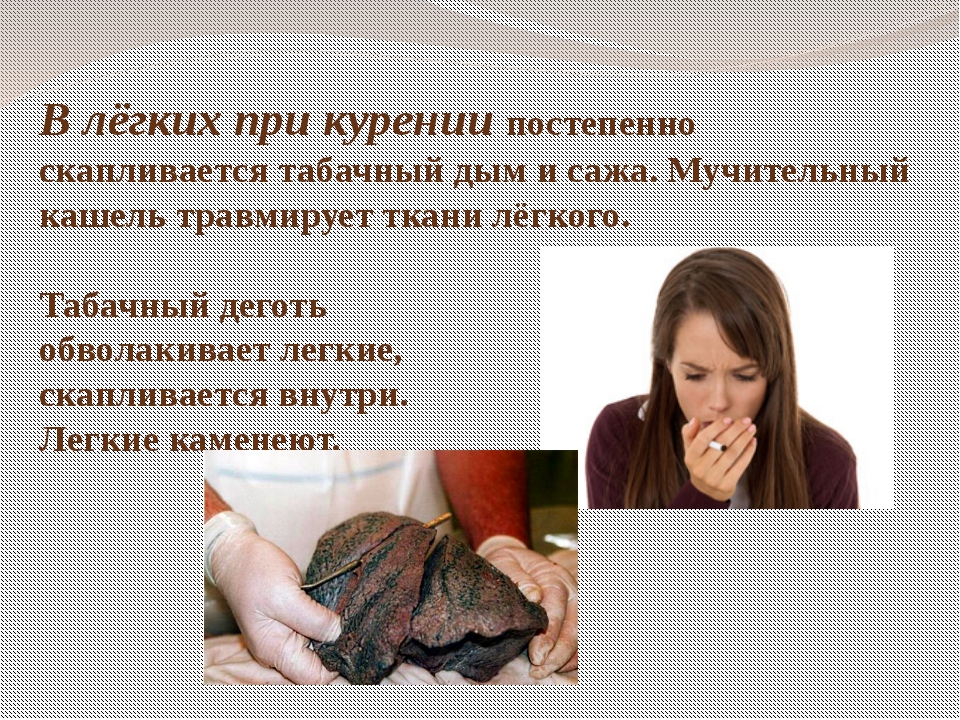 В лёгких при курении постепенно
скапливается табачный дым и сажа. Мучительный
кашель травмирует ткани лёгкого.
Табачный деготь
обволакивает легкие,
скапливается внутри.
Легкие каменеют.